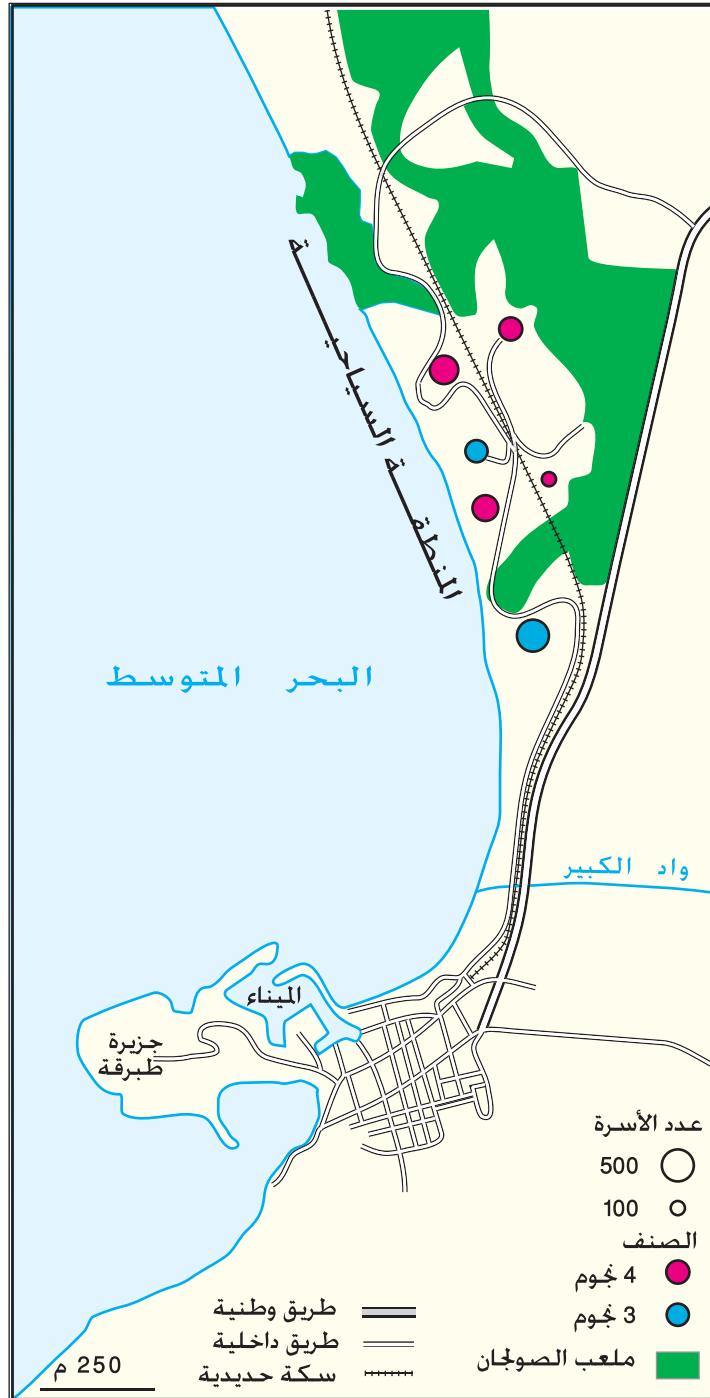 المنطقة السياحية
البحر المتوسط
واد الكبير
الميناء
جزيرة
طبرقة
عدد الأسرة
500
100
الصنف
4 نجوم
3 نجوم
ملعب الصولجان
طريق وطنية
طريق داخلية
سكة حديدية
250 م